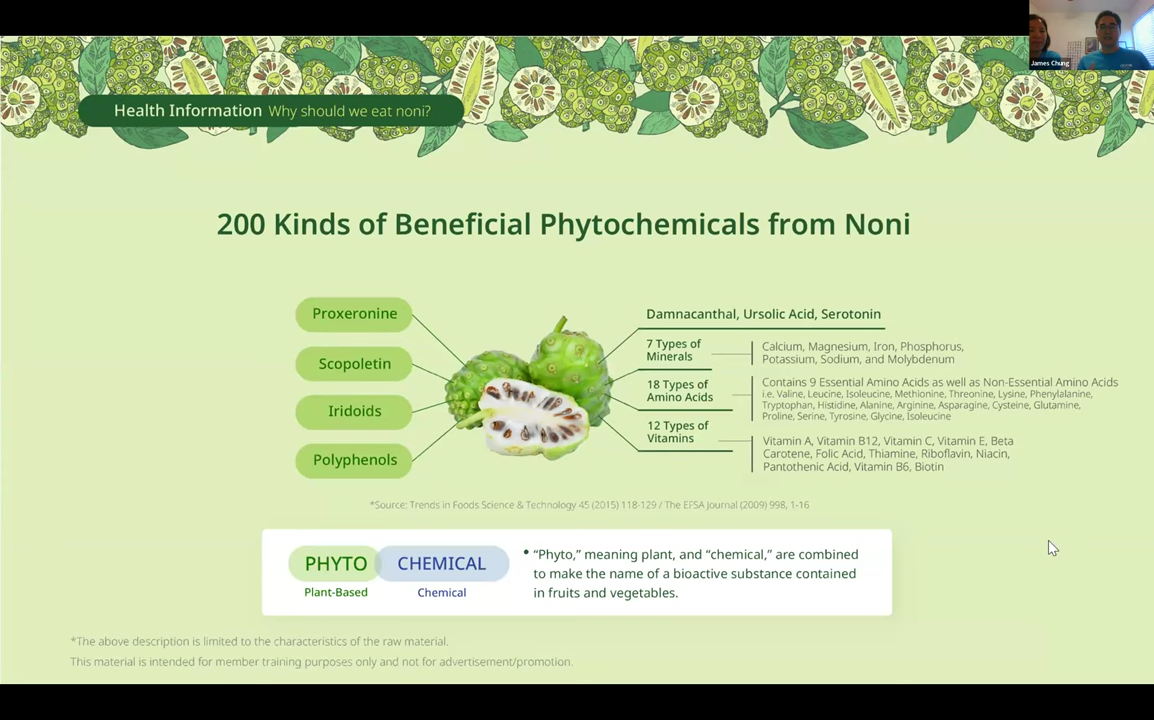 James Chung
Health Information Why should we eat noni?
200 Kinds of Beneficial Phytochemicals from Noni
Proxeronine
Scopoletin
Iridoids
Polyphenols
Damnacanthal, Ursolic Acid, Serotonin
7 Types of
Minerals
Calcium, Magnesium, Iron, Phosphorus,
Potassium, Sodium, and Molybdenum
18 Types of
Amino Acids
Contains 9 Essential Amino Acids as well as Non-Essential Amino Acids
i.e. Valine, Leucine, Isoleucine, Methionine, Threonine, Lysine, Phenylalanine,
Tryptophan, Histidine, Alanine, Arginine, Asparagine, Cysteine, Glutamine,
Proline, Serine, Tyrosine, Glycine, Isoleucine
12 Types of
Vitamins
Vitamin A, Vitamin B12, Vitamin C, Vitamin E, Beta
Carotene, Folic Acid, Thiamine, Riboflavin, Niacin,
Pantothenic Acid, Vitamin B6, Biotin
*Source: Trends in Foods Science & Technology 45 (2015) 118-129 / The EFSA Journal (2009) 998, 1-16
PHYTO CHEMICAL
Plant-Based Chemical
• “Phyto,” meaning plant, and “chemical,” are combined
to make the name of a bioactive substance contained
in fruits and vegetables.
*The above description is limited to the characteristics of the raw material.
This material is intended for member training purposes only and not for advertisement/promotion.